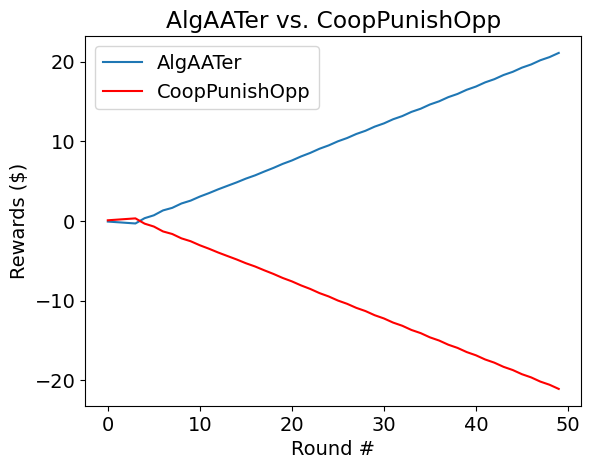 AlgAATer vs. CoopPunishOpp
AlgAATer
CoopPunishOpp
Rewards ($)
20
10
0
−10
−20
0 10 20 30 40 50
Round #